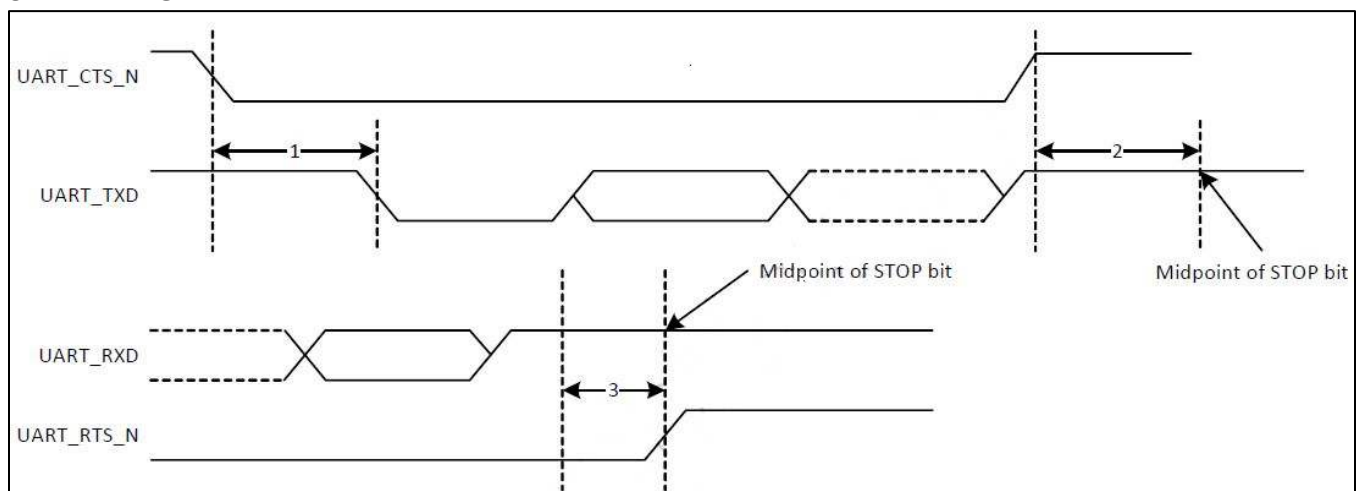 UART_CTS_N
1
2
UART_TXD
Midpoint of STOP bit
Midpoint of STOP bit
UART_RXD
3
UART_RTS_N